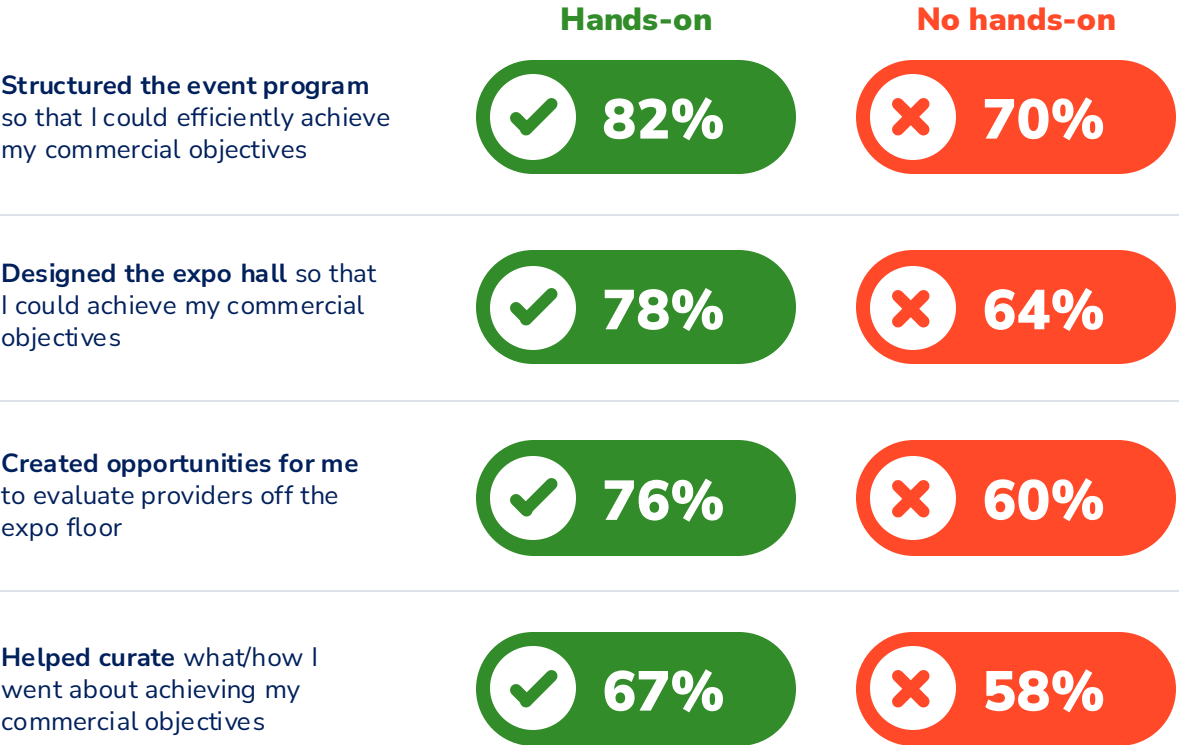 Hands-on
No hands-on
Structured the event program
so that I could efficiently achieve
my commercial objectives
82%
70%
Designed the expo hall so that
I could achieve my commercial
objectives
78%
64%
Created opportunities for me
to evaluate providers off the
expo floor
76%
60%
Helped curate what/how I
went about achieving my
commercial objectives
67%
58%